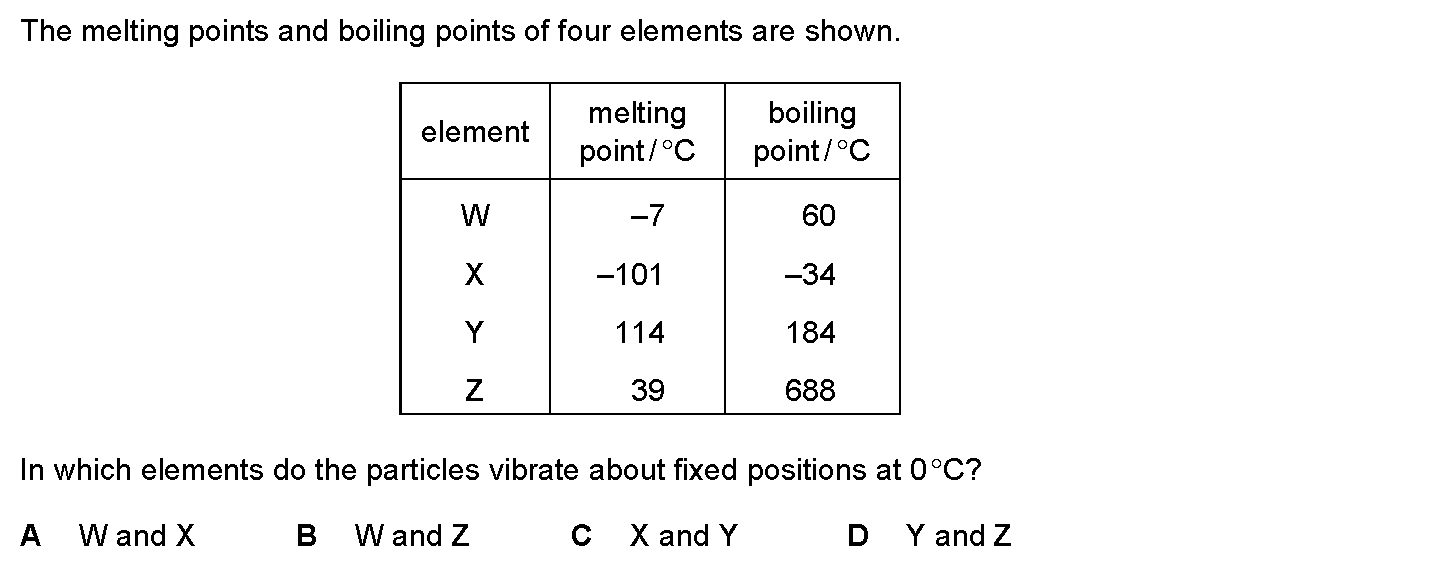 The melting points and boiling points of four elements are shown.
element melting point / °C boiling point / °C
W –7 60
X –101 –34
Y 114 184
Z 39 688
In which elements do the particles vibrate about fixed positions at 0 °C?
A W and X B W and Z C X and Y D Y and Z